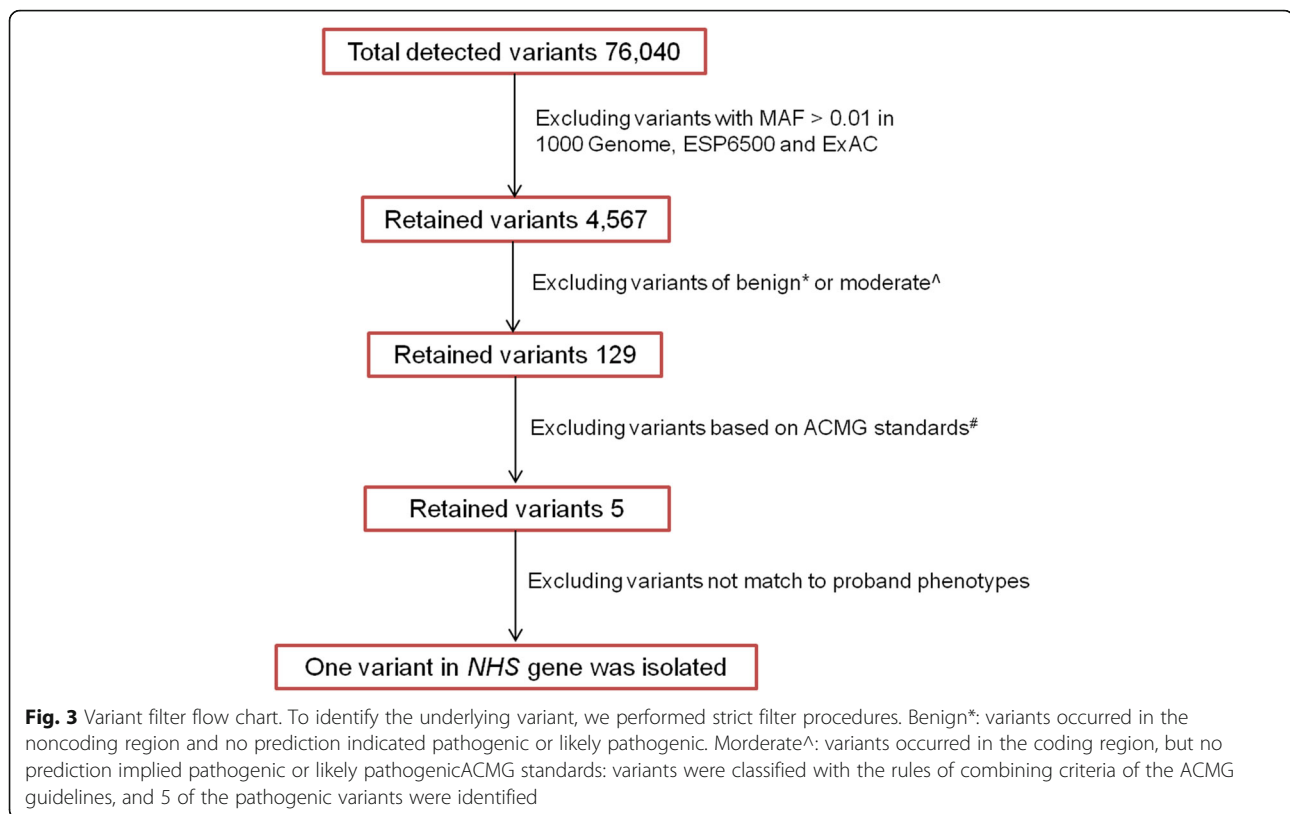 Total detected variants 76,040
Excluding variants with MAF > 0.01 in
1000 Genome, ESP6500 and ExAC
Retained variants 4,567
Excluding variants of benign* or moderate^
Retained variants 129
Excluding variants based on ACMG standards#
Retained variants 5
Excluding variants not match to proband phenotypes
One variant in NHS gene was isolated
Fig. 3 Variant filter flow chart. To identify the underlying variant, we performed strict filter procedures. Benign*: variants occurred in the
noncoding region and no prediction indicated pathogenic or likely pathogenic. Morderate^: variants occurred in the coding region, but no
prediction implied pathogenic or likely pathogenicACMG standards: variants were classified with the rules of combining criteria of the ACMG
guidelines, and 5 of the pathogenic variants were identified